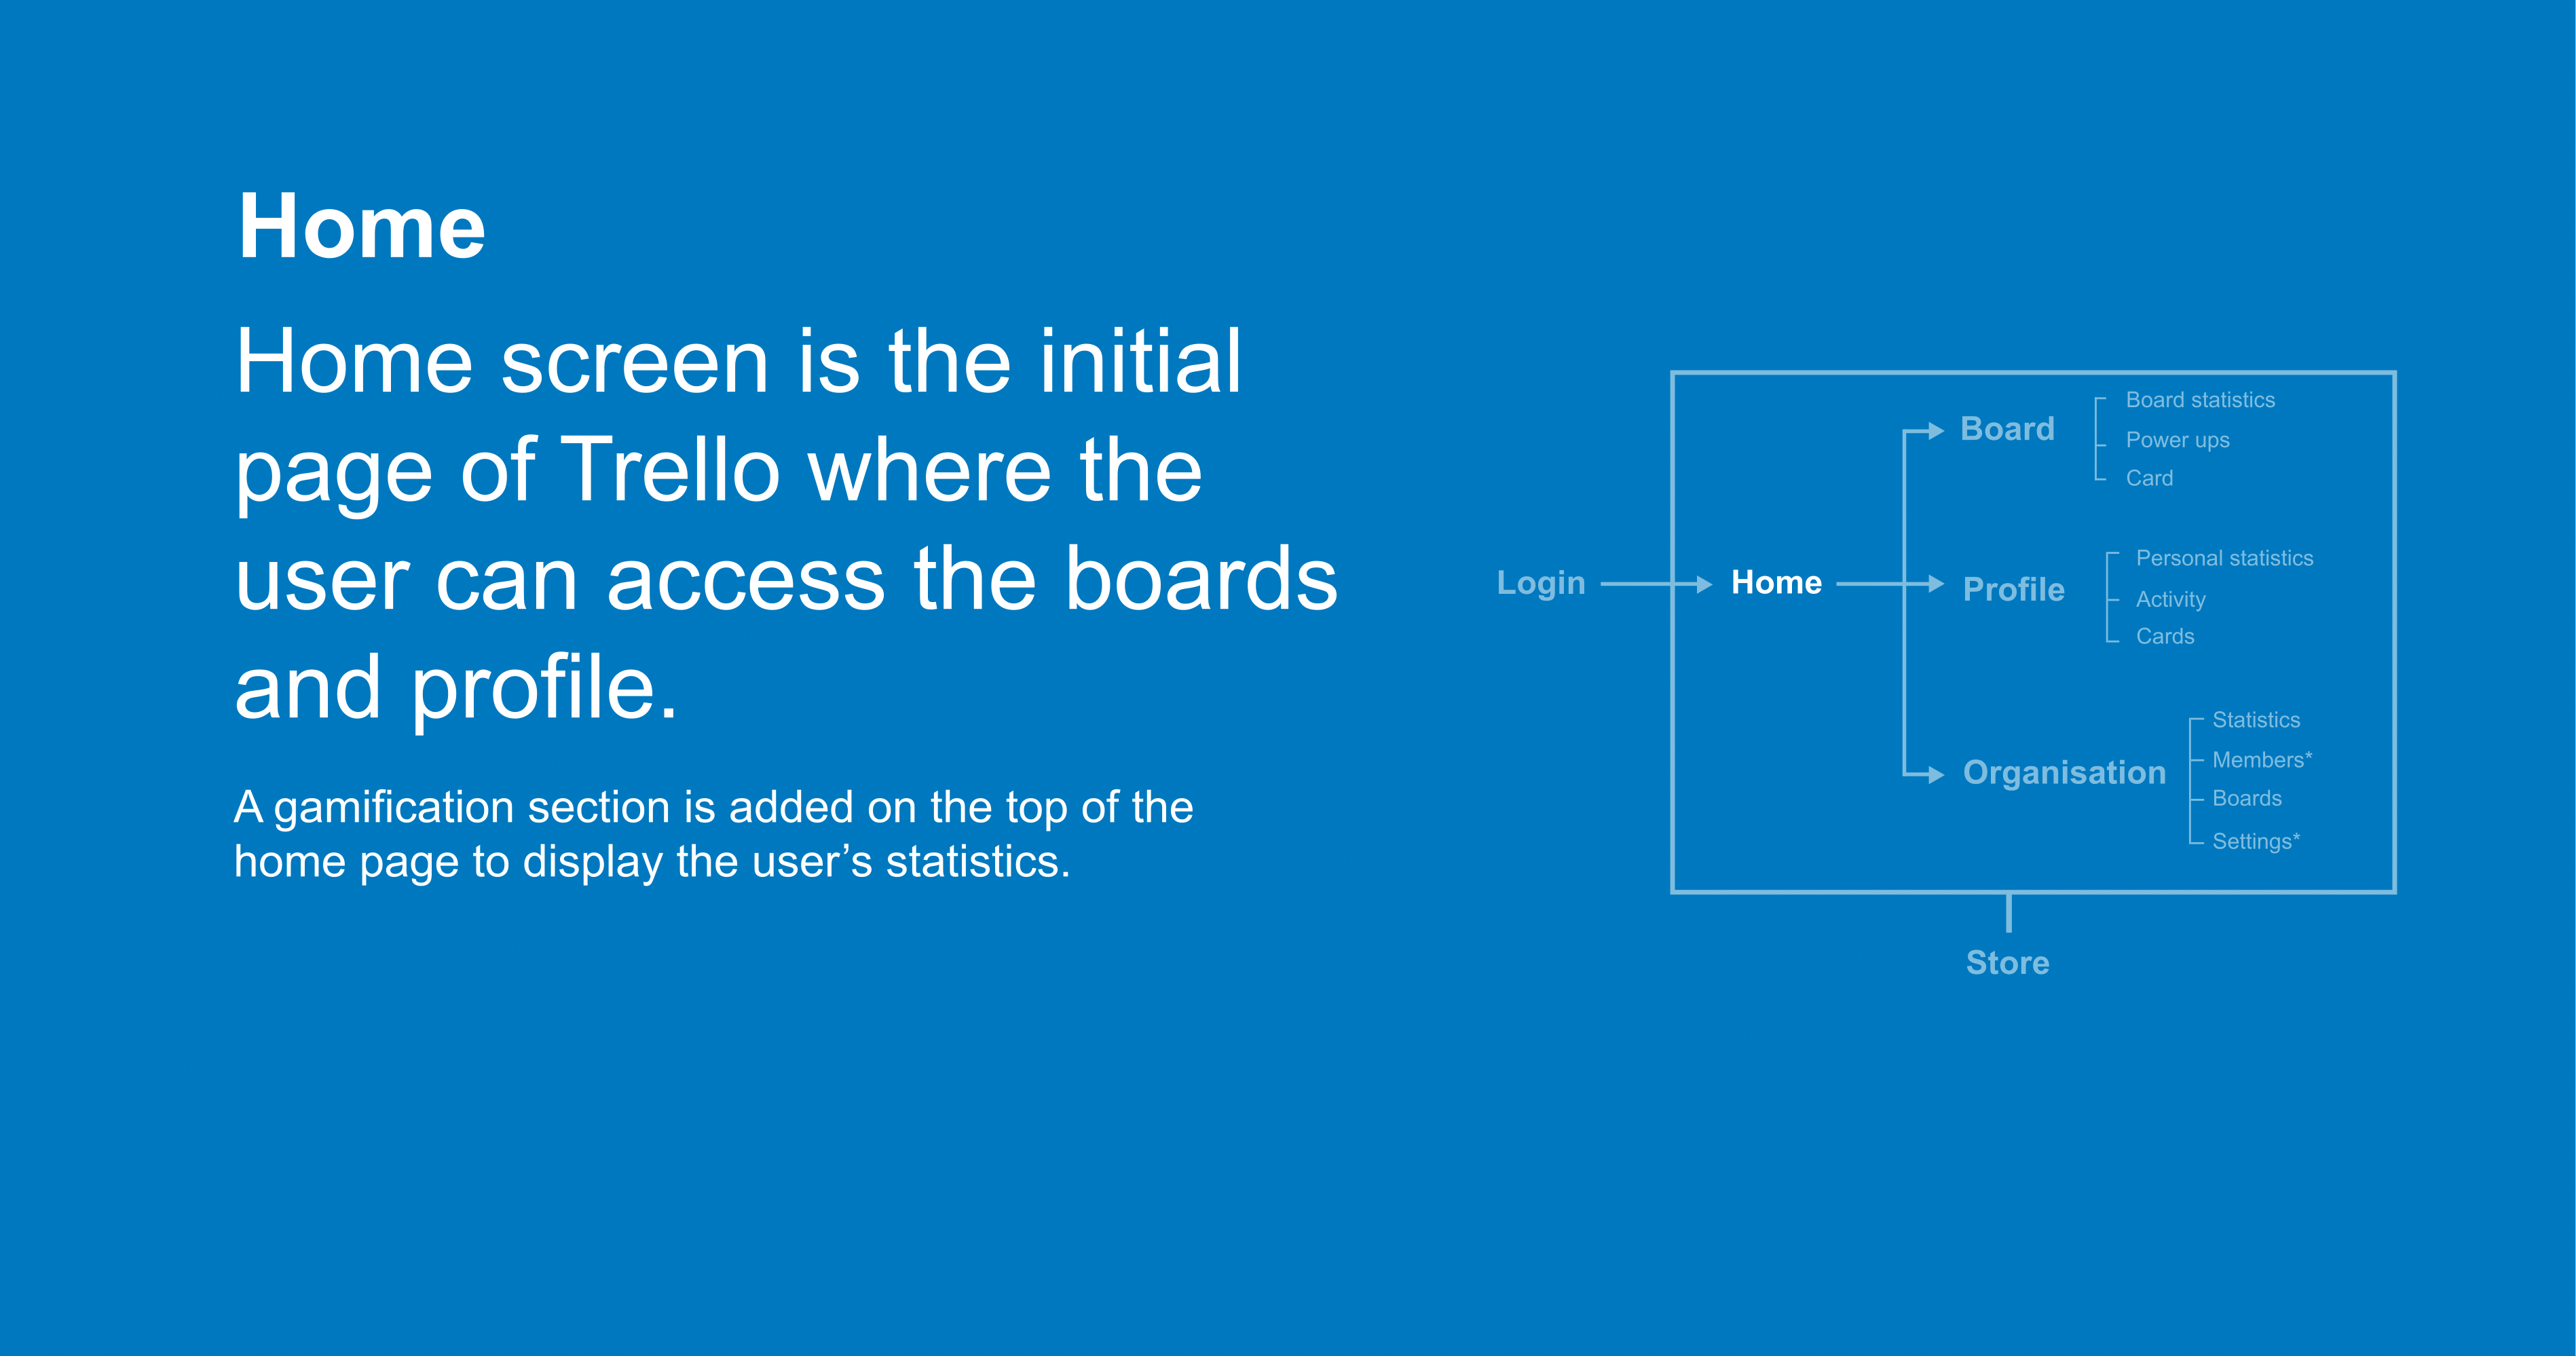 Home
Home screen is the initial
page of Trello where the
user can access the boards
and profile.
A gamification section is added on the top of the
home page to display the user’s statistics.
Login
Home
Board
Board statistics
Power ups
Card
Profile
Personal statistics
Activity
Cards
Organisation
Statistics
Members*
Boards
Settings*
Store